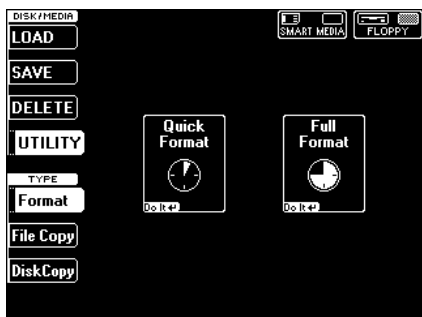 DISK/MEDIA
LOAD
SAVE
DELETE
UTILITY
TYPE
Format
File Copy
DiskCopy
SMART MEDIA
FLOPPY
Quick
Format
Do It ↵
Full
Format
Do It ↵